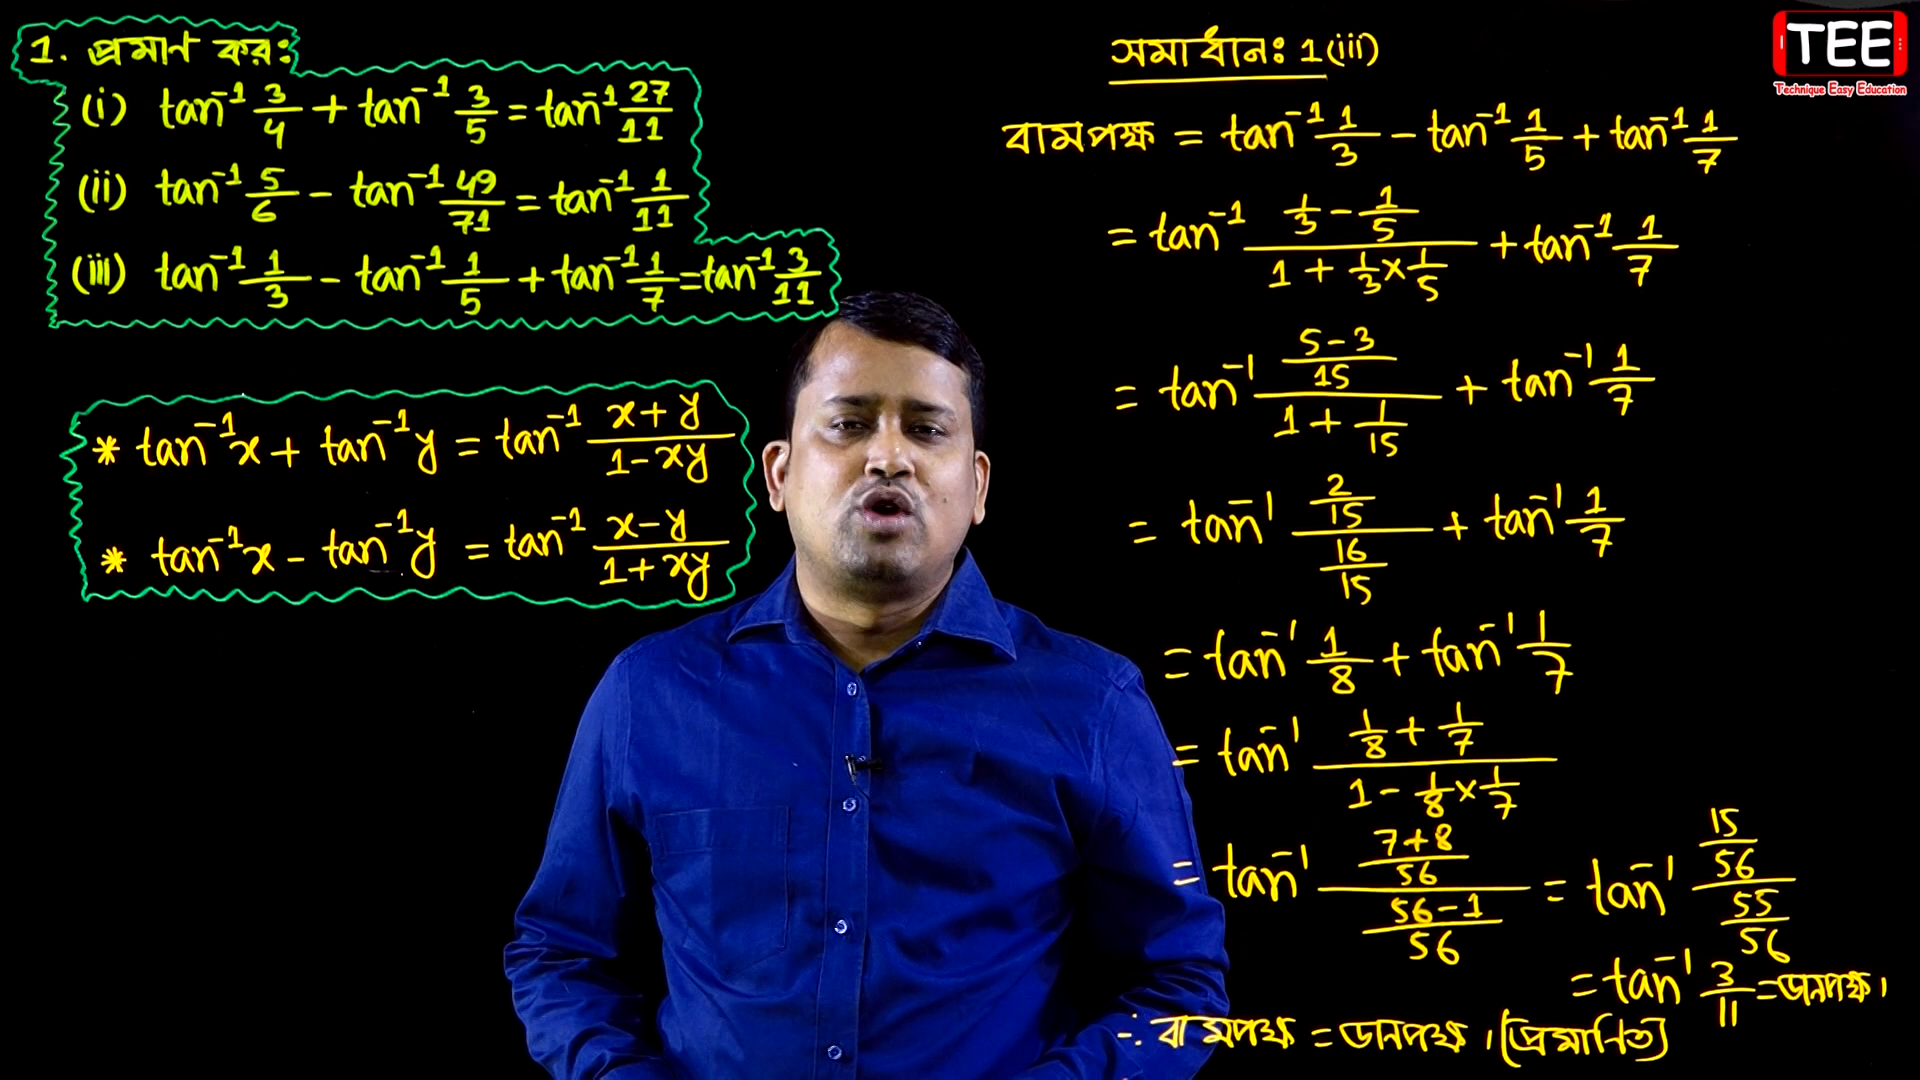 1. প্রমাণ কর:
(i) tan⁻¹ 3/4 + tan⁻¹ 3/5 = tan⁻¹ 27/11
(ii) tan⁻¹ 5/6 - tan⁻¹ 49/71 = tan⁻¹ 1/11
(iii) tan⁻¹ 1/3 - tan⁻¹ 1/5 + tan⁻¹ 1/7 = tan⁻¹ 3/11
* tan⁻¹x + tan⁻¹y = tan⁻¹ (x+y)/(1-xy)
* tan⁻¹x - tan⁻¹y = tan⁻¹ (x-y)/(1+xy)
সমাধান: 1(iii)
বামপক্ষ = tan⁻¹ 1/3 - tan⁻¹ 1/5 + tan⁻¹ 1/7
= tan⁻¹ (1/3 - 1/5)/(1 + 1/3 × 1/5) + tan⁻¹ 1/7
= tan⁻¹ ((5-3)/15)/(1 + 1/15) + tan⁻¹ 1/7
= tan⁻¹ (2/15)/(16/15) + tan⁻¹ 1/7
= tan⁻¹ 1/8 + tan⁻¹ 1/7
= tan⁻¹ (1/8 + 1/7)/(1 - 1/8 × 1/7)
= tan⁻¹ ((7+8)/56)/((56-1)/56) = tan⁻¹ (15/56)/(55/56)
= tan⁻¹ 3/11 = ডানপক্ষ।
∴ বামপক্ষ = ডানপক্ষ। (প্রমাণিত)
TEE
Technique Easy Education